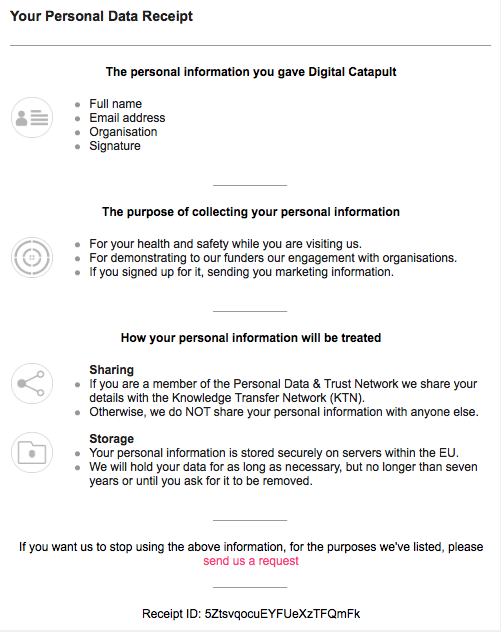 Your Personal Data Receipt
The personal information you gave Digital Catapult
Full name
Email address
Organisation
Signature
The purpose of collecting your personal information
For your health and safety while you are visiting us.
For demonstrating to our funders our engagement with organisations.
If you signed up for it, sending you marketing information.
How your personal information will be treated
Sharing
If you are a member of the Personal Data & Trust Network we share your
details with the Knowledge Transfer Network (KTN).
Otherwise, we do NOT share your personal information with anyone else.
Storage
Your personal information is stored securely on servers within the EU.
We will hold your data for as long as necessary, but no longer than seven
years or until you ask for it to be removed.
If you want us to stop using the above information, for the purposes we've listed, please
send us a request
Receipt ID: 5ZtsvqocuEYFUeXzTFQmFk